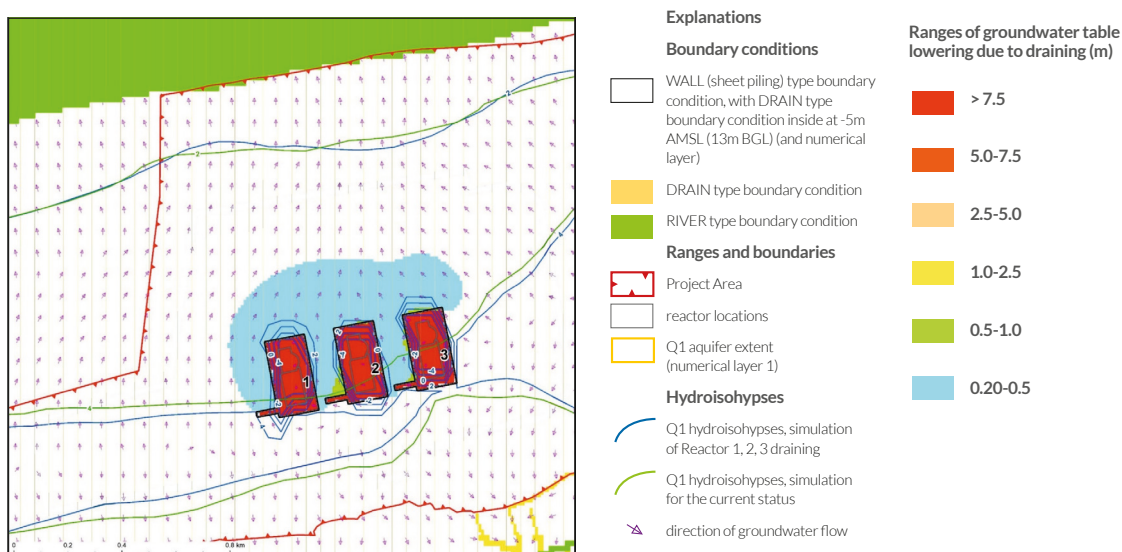 Explanations
Boundary conditions
WALL (sheet piling) type boundary
condition, with DRAIN type
boundary condition inside at -5m
AMSL (13m BGL) (and numerical
layer)
DRAIN type boundary condition
RIVER type boundary condition
Ranges and boundaries
Project Area
reactor locations
Q1 aquifer extent
(numerical layer 1)
Hydroisohypses
Q1 hydroisohypses, simulation
of Reactor 1, 2, 3 draining
Q1 hydroisohypses, simulation
for the current status
direction of groundwater flow
Ranges of groundwater table
lowering due to draining (m)
> 7.5
5.0-7.5
2.5-5.0
1.0-2.5
0.5-1.0
0.20-0.5
2
2
4
1
2
3
0 0.2 0.4 0.8 km